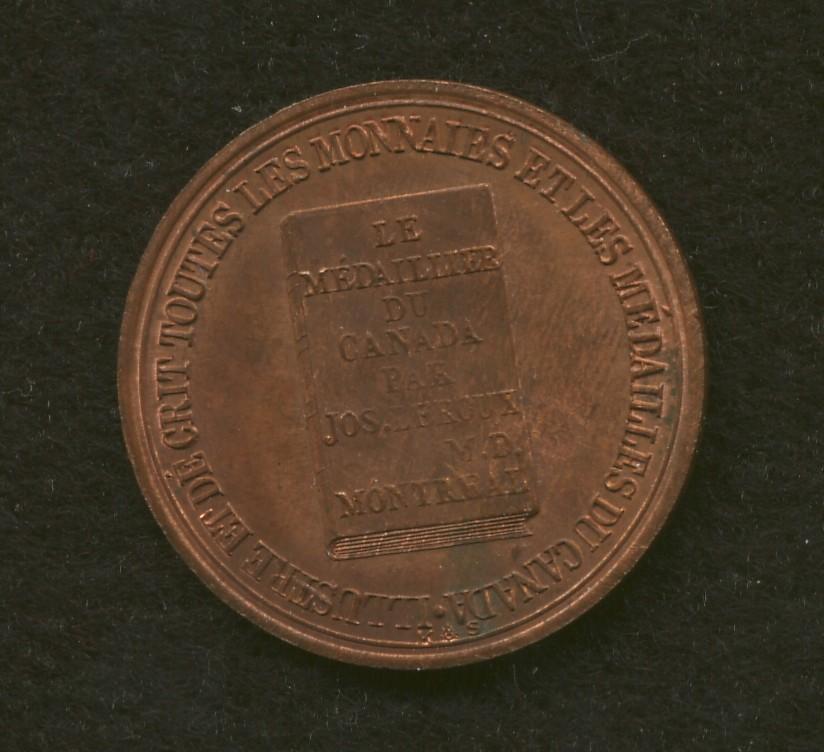 LE
MÉDAILLIER
DU
CANADA
PAR
JOS. LEROUX
M.D.
MONTREAL
ILLUSTRE ET DÉCRIT TOUTES LES MONNAIES ET LES MÉDAILLES DU CANADA